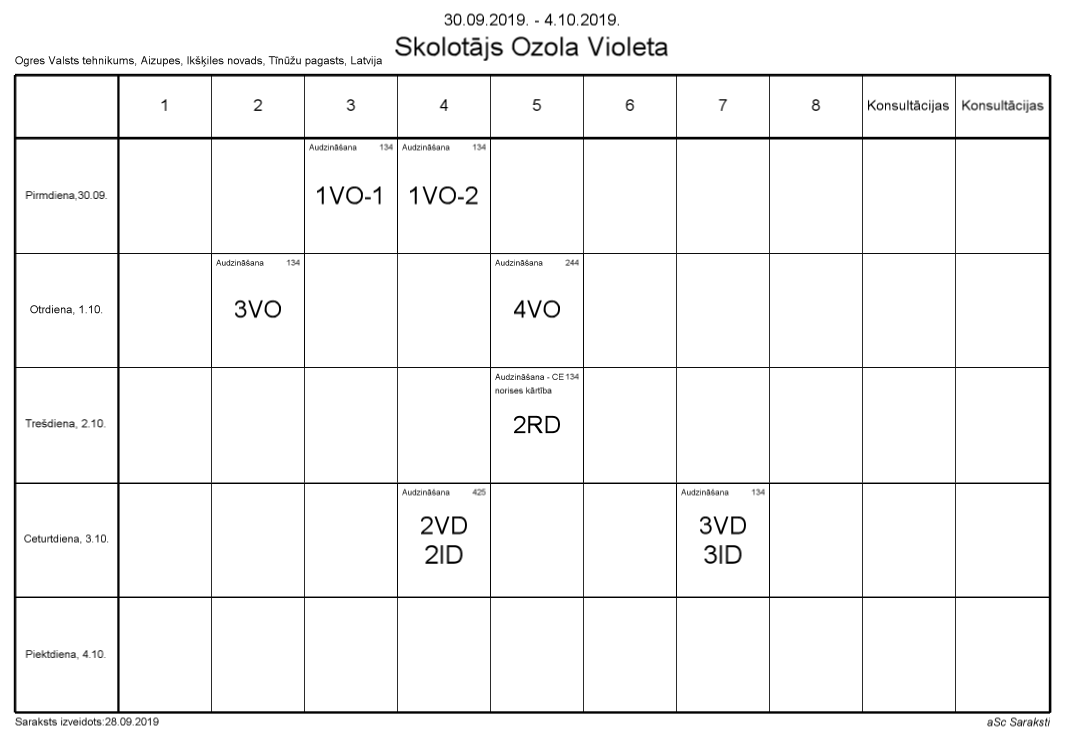 30.09.2019. - 4.10.2019.
Skolotājs Ozola Violeta
Ogres Valsts tehnikums, Aizupes, Ikšķiles novads, Tīnūžu pagasts, Latvija
1 2 3 4 5 6 7 8 Konsultācijas Konsultācijas
Pirmdiena,30.09.
Audzināšana 134
1VO-1
Audzināšana 134
1VO-2
Otrdiena, 1.10.
Audzināšana 134
3VO
Audzināšana 244
4VO
Trešdiena, 2.10.
Audzināšana - CE 134
norises kārtība
2RD
Ceturtdiena, 3.10.
Audzināšana 425
2VD
2ID
Audzināšana 134
3VD
3ID
Piektdiena, 4.10.
Saraksts izveidots:28.09.2019
aSc Saraksti